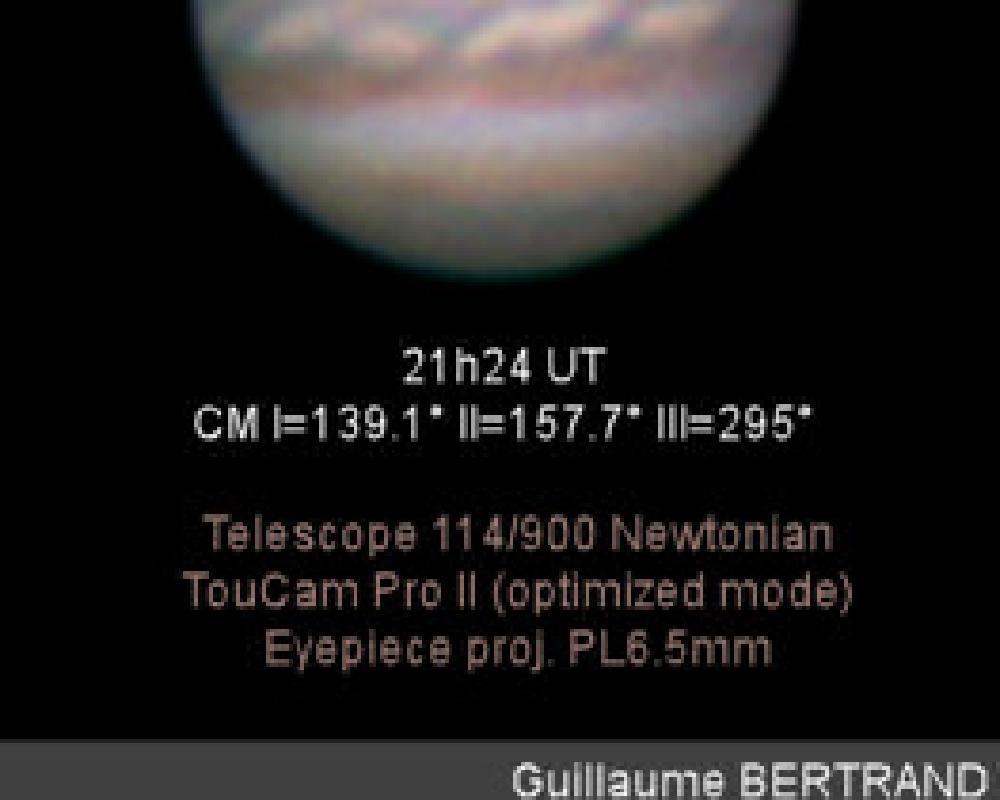 21h24 UT
CM I=139.1° II=157.7° III=295°
Telescope 114/900 Newtonian
TouCam Pro II (optimized mode)
Eyepiece proj. PL6.5mm
Guillaume BERTRAND